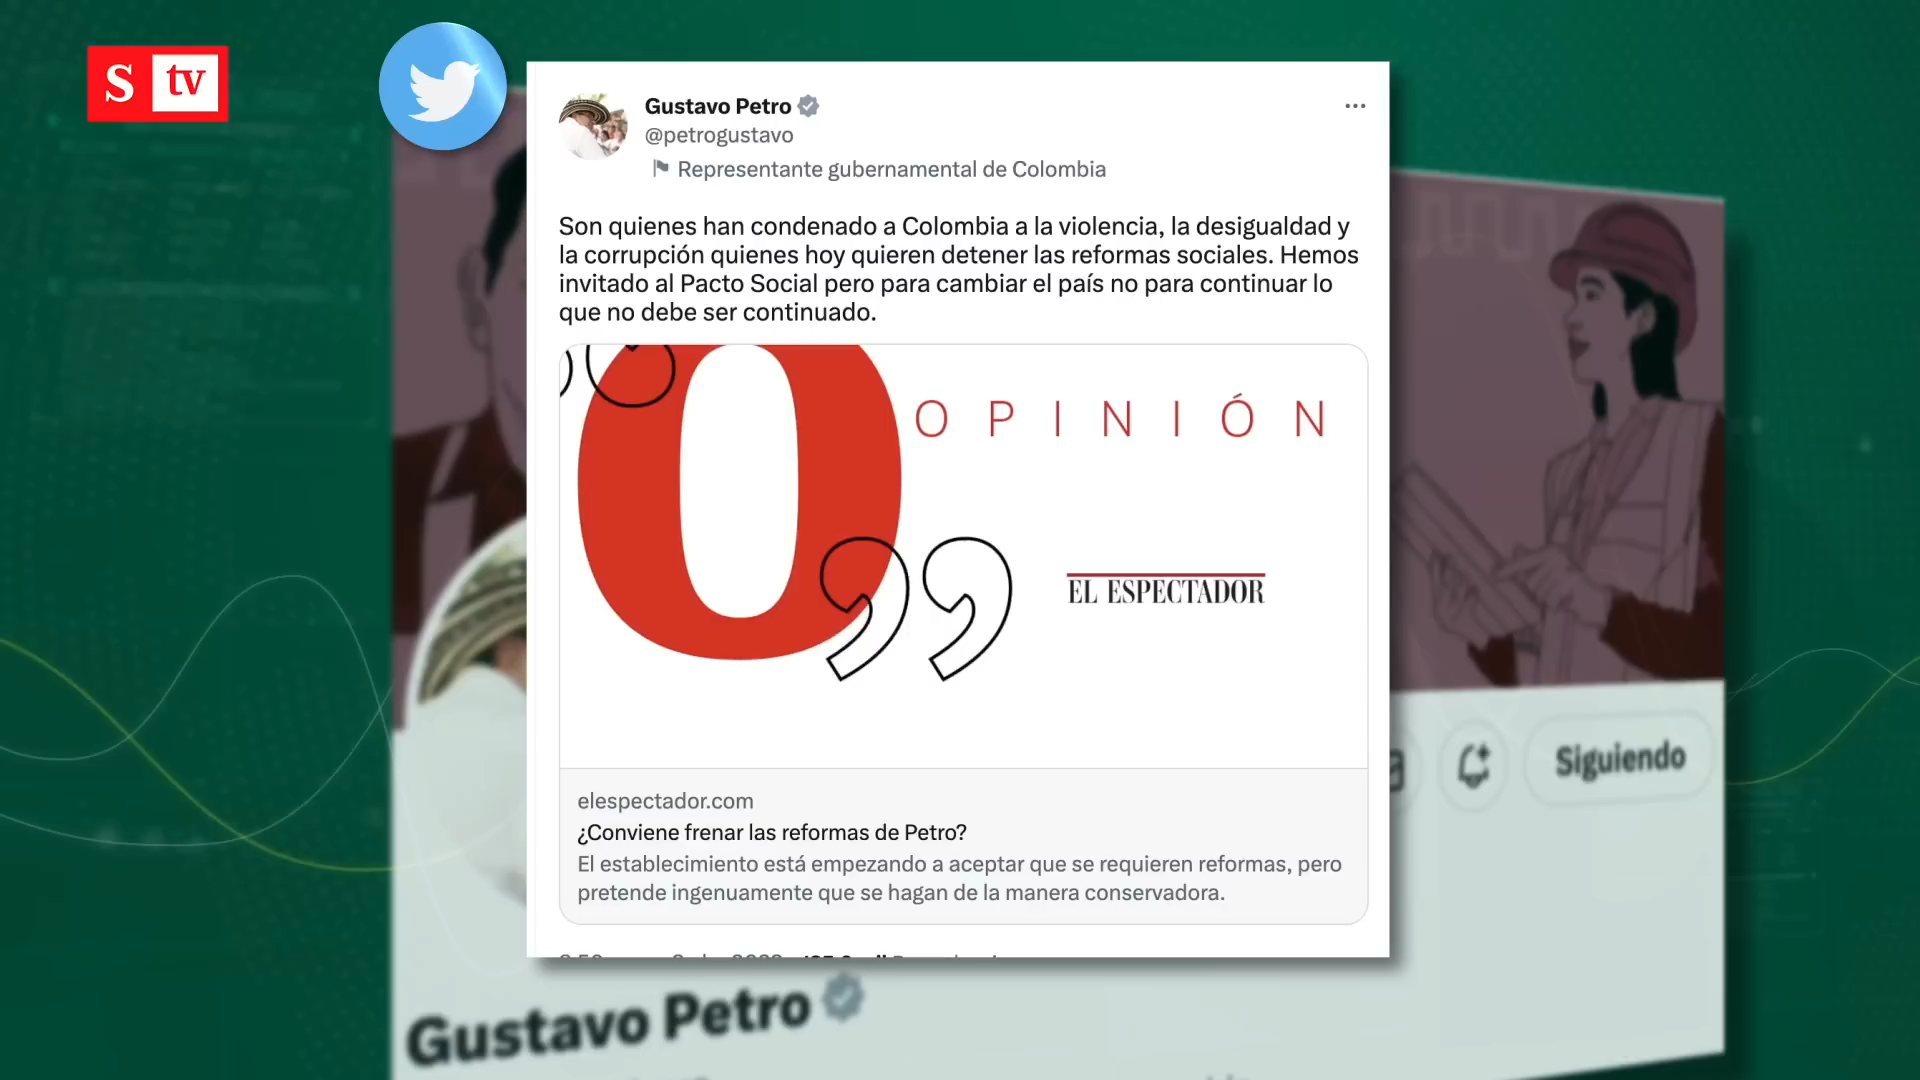 S tv
Gustavo Petro
@petrogustavo
Representante gubernamental de Colombia
Son quienes han condenado a Colombia a la violencia, la desigualdad y
la corrupción quienes hoy quieren detener las reformas sociales. Hemos
invitado al Pacto Social pero para cambiar el país no para continuar lo
que no debe ser continuado.
OPINIÓN
EL ESPECTADOR
elespectador.com
¿Conviene frenar las reformas de Petro?
El establecimiento está empezando a aceptar que se requieren reformas, pero
pretende ingenuamente que se hagan de la manera conservadora.
Siguiendo
Gustavo Petro